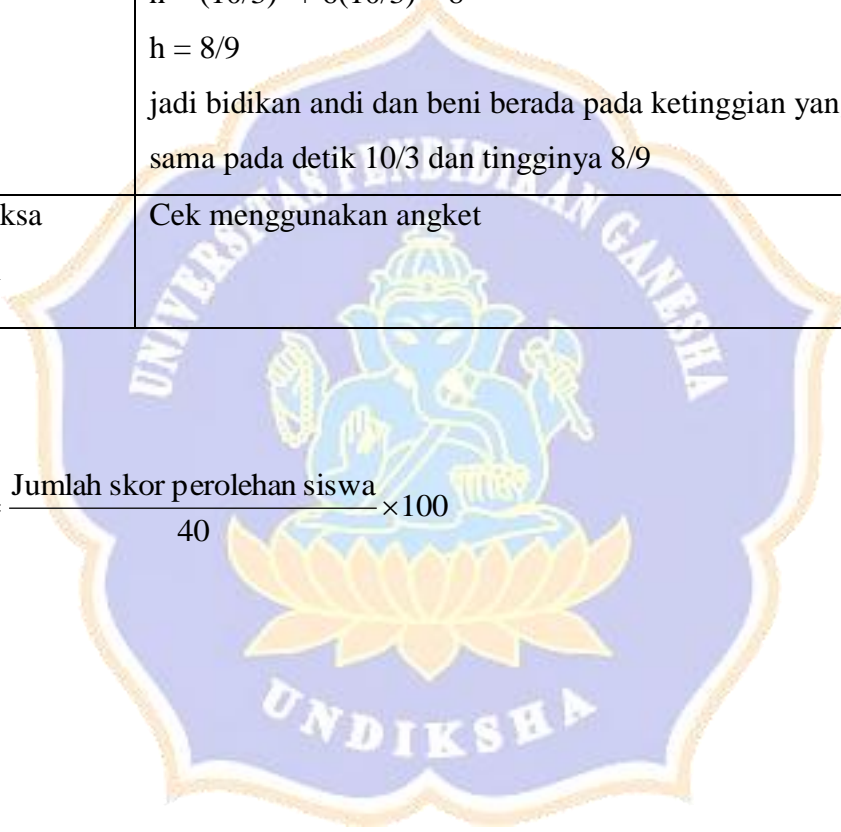 h = 8/9
jadi bidikan andi dan beni berada pada ketinggian yan
sama pada detik 10/3 dan tingginya 8/9
ksa
Cek menggunakan angket
UNIVERSITAS PENDIDIKAN GANESHA
= Jumlah skor perolehan siswa / 40 ×100
UNDIKSHA